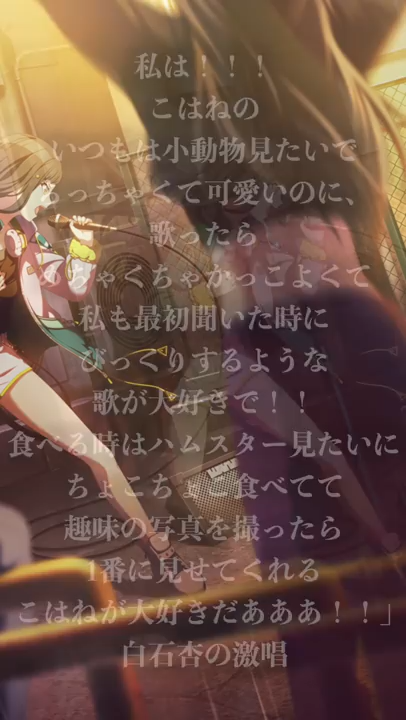 私は！！！
こはねの
いつもは小動物見たいで
ちっちゃくて可愛いのに、
歌ったら
めちゃくちゃかっこよくて
私も最初聞いた時に
びっくりするような
歌が大好きで！！
食べる時はハムスター見たいに
ちょこちょこ食べてて
趣味の写真を撮ったら
1番に見せてくれる
こはねが大好きだあああ！！」
白石杏の激唱